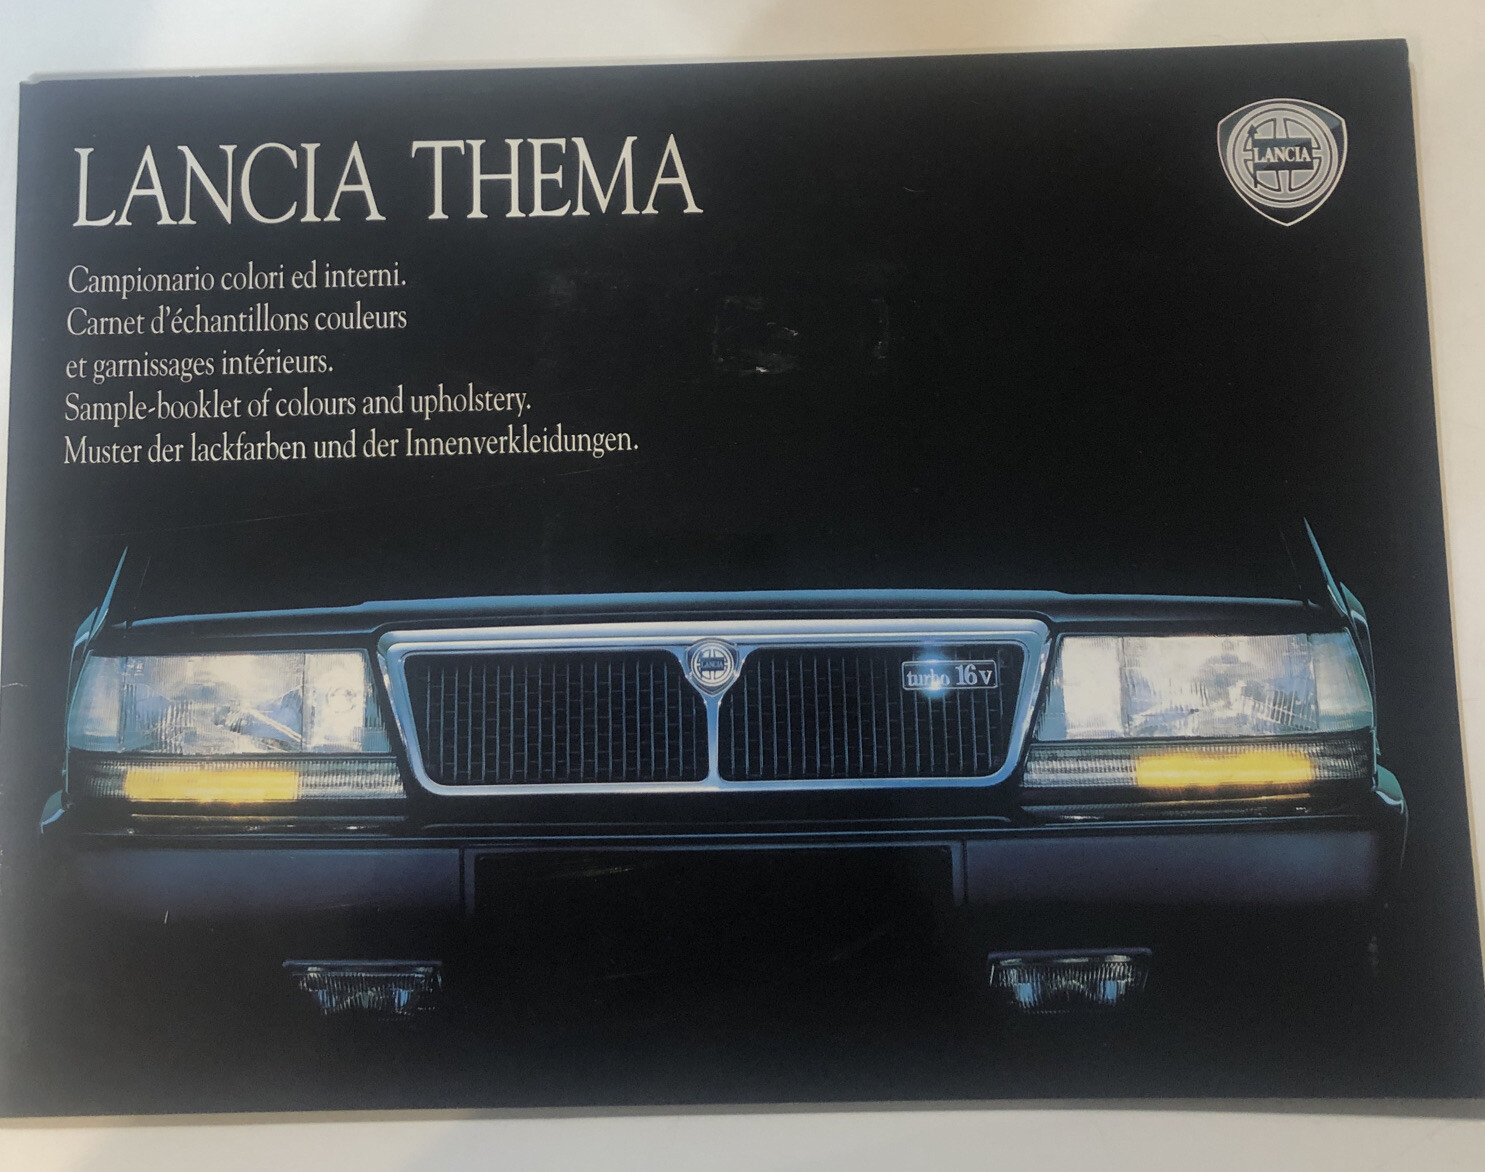 LANCIA THEMA
LANCIA
Campionario colori ed interni.
Carnet d'échantillons couleurs
et garnissages intérieurs.
Sample-booklet of colours and upholstery.
Muster der lackfarben und der Innenverkleidungen.
LANCIA
turbo 16v